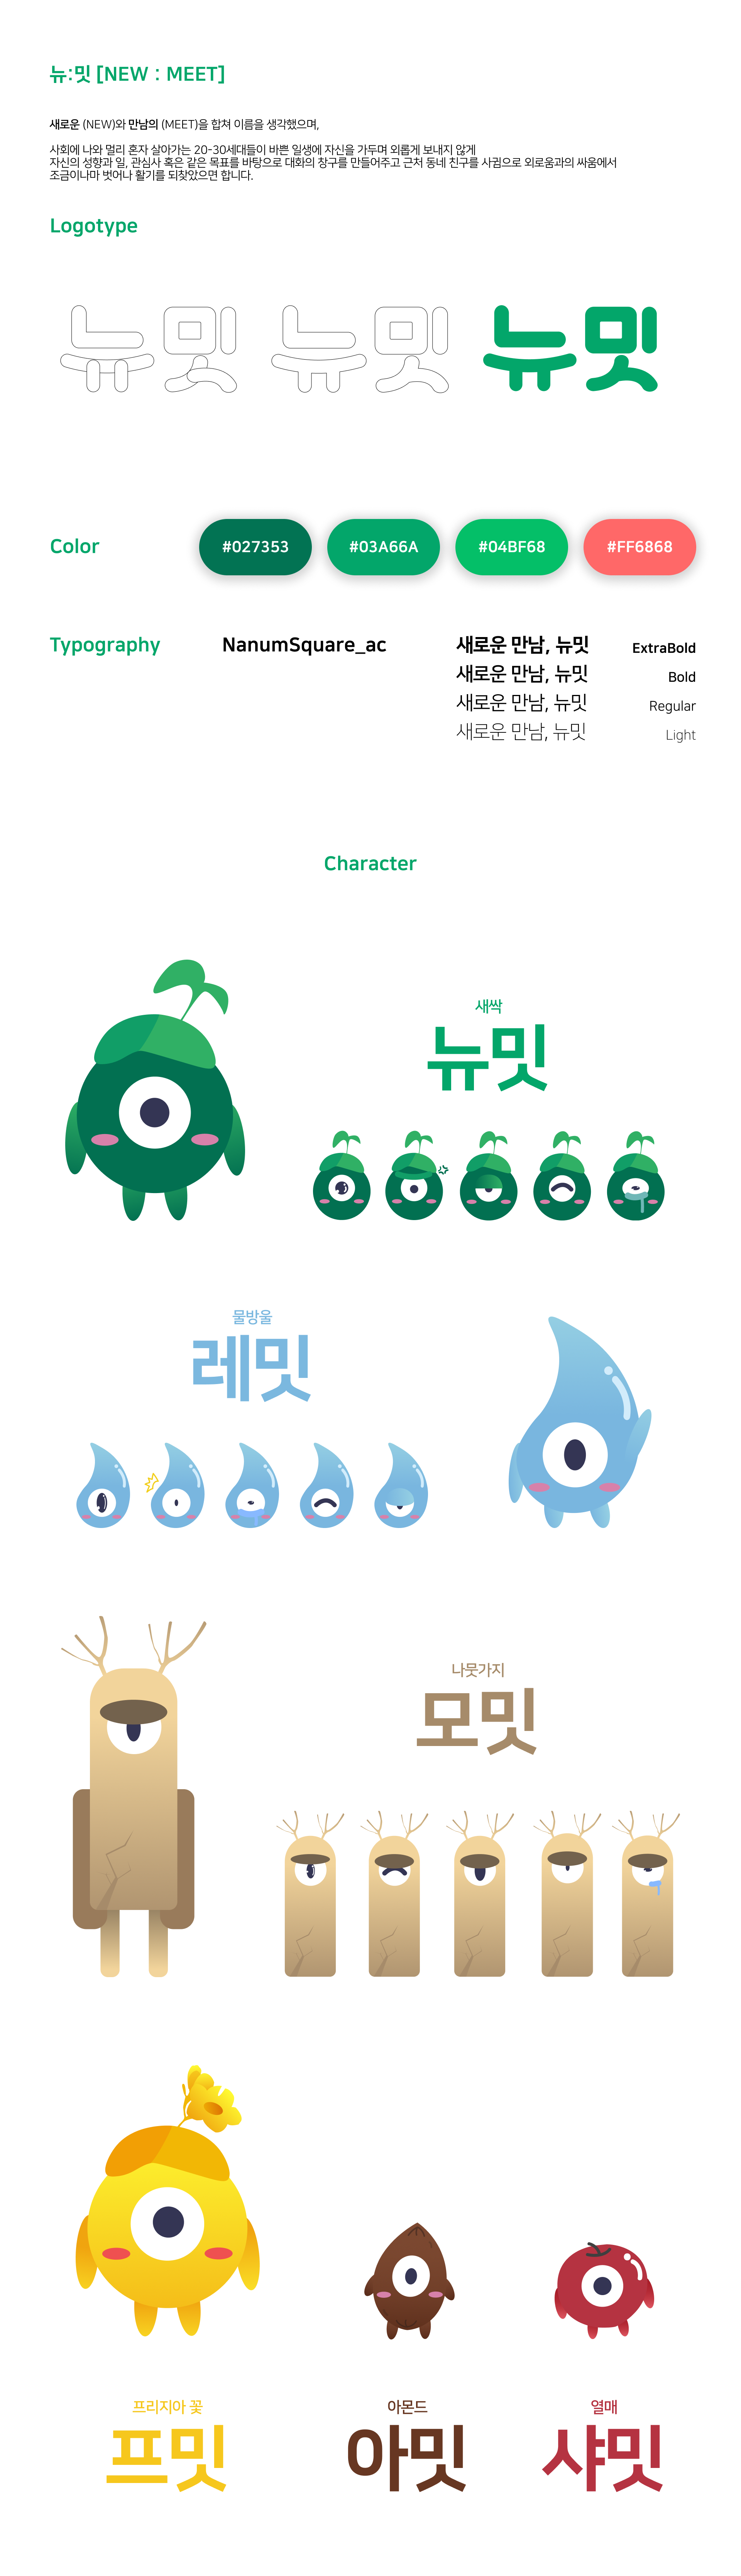 뉴:밋 [NEW : MEET]
새로운 (NEW)와 만남의 (MEET)을 합쳐 이름을 생각했으며,
사회에 나와 멀리 혼자 살아가는 20-30세대들이 바쁜 일생에 자신을 가두며 외롭게 보내지 않게
자신의 성향과 일, 관심사 혹은 같은 목표를 바탕으로 대화의 창구를 만들어주고 근처 동네 친구를 사귐으로 외로움과의 싸움에서
조금이나마 벗어나 활기를 되찾았으면 합니다.
Logotype
뉴밋 뉴밋 뉴밋
Color #027353 #03A66A #04BF68 #FF6868
Typography NanumSquare_ac 새로운 만남, 뉴밋 ExtraBold
새로운 만남, 뉴밋 Bold
새로운 만남, 뉴밋 Regular
새로운 만남, 뉴밋 Light
Character
새싹
뉴밋
물방울
레밋
나뭇가지
모밋
프리지아 꽃
프밋
아몬드
아밋
열매
샤밋